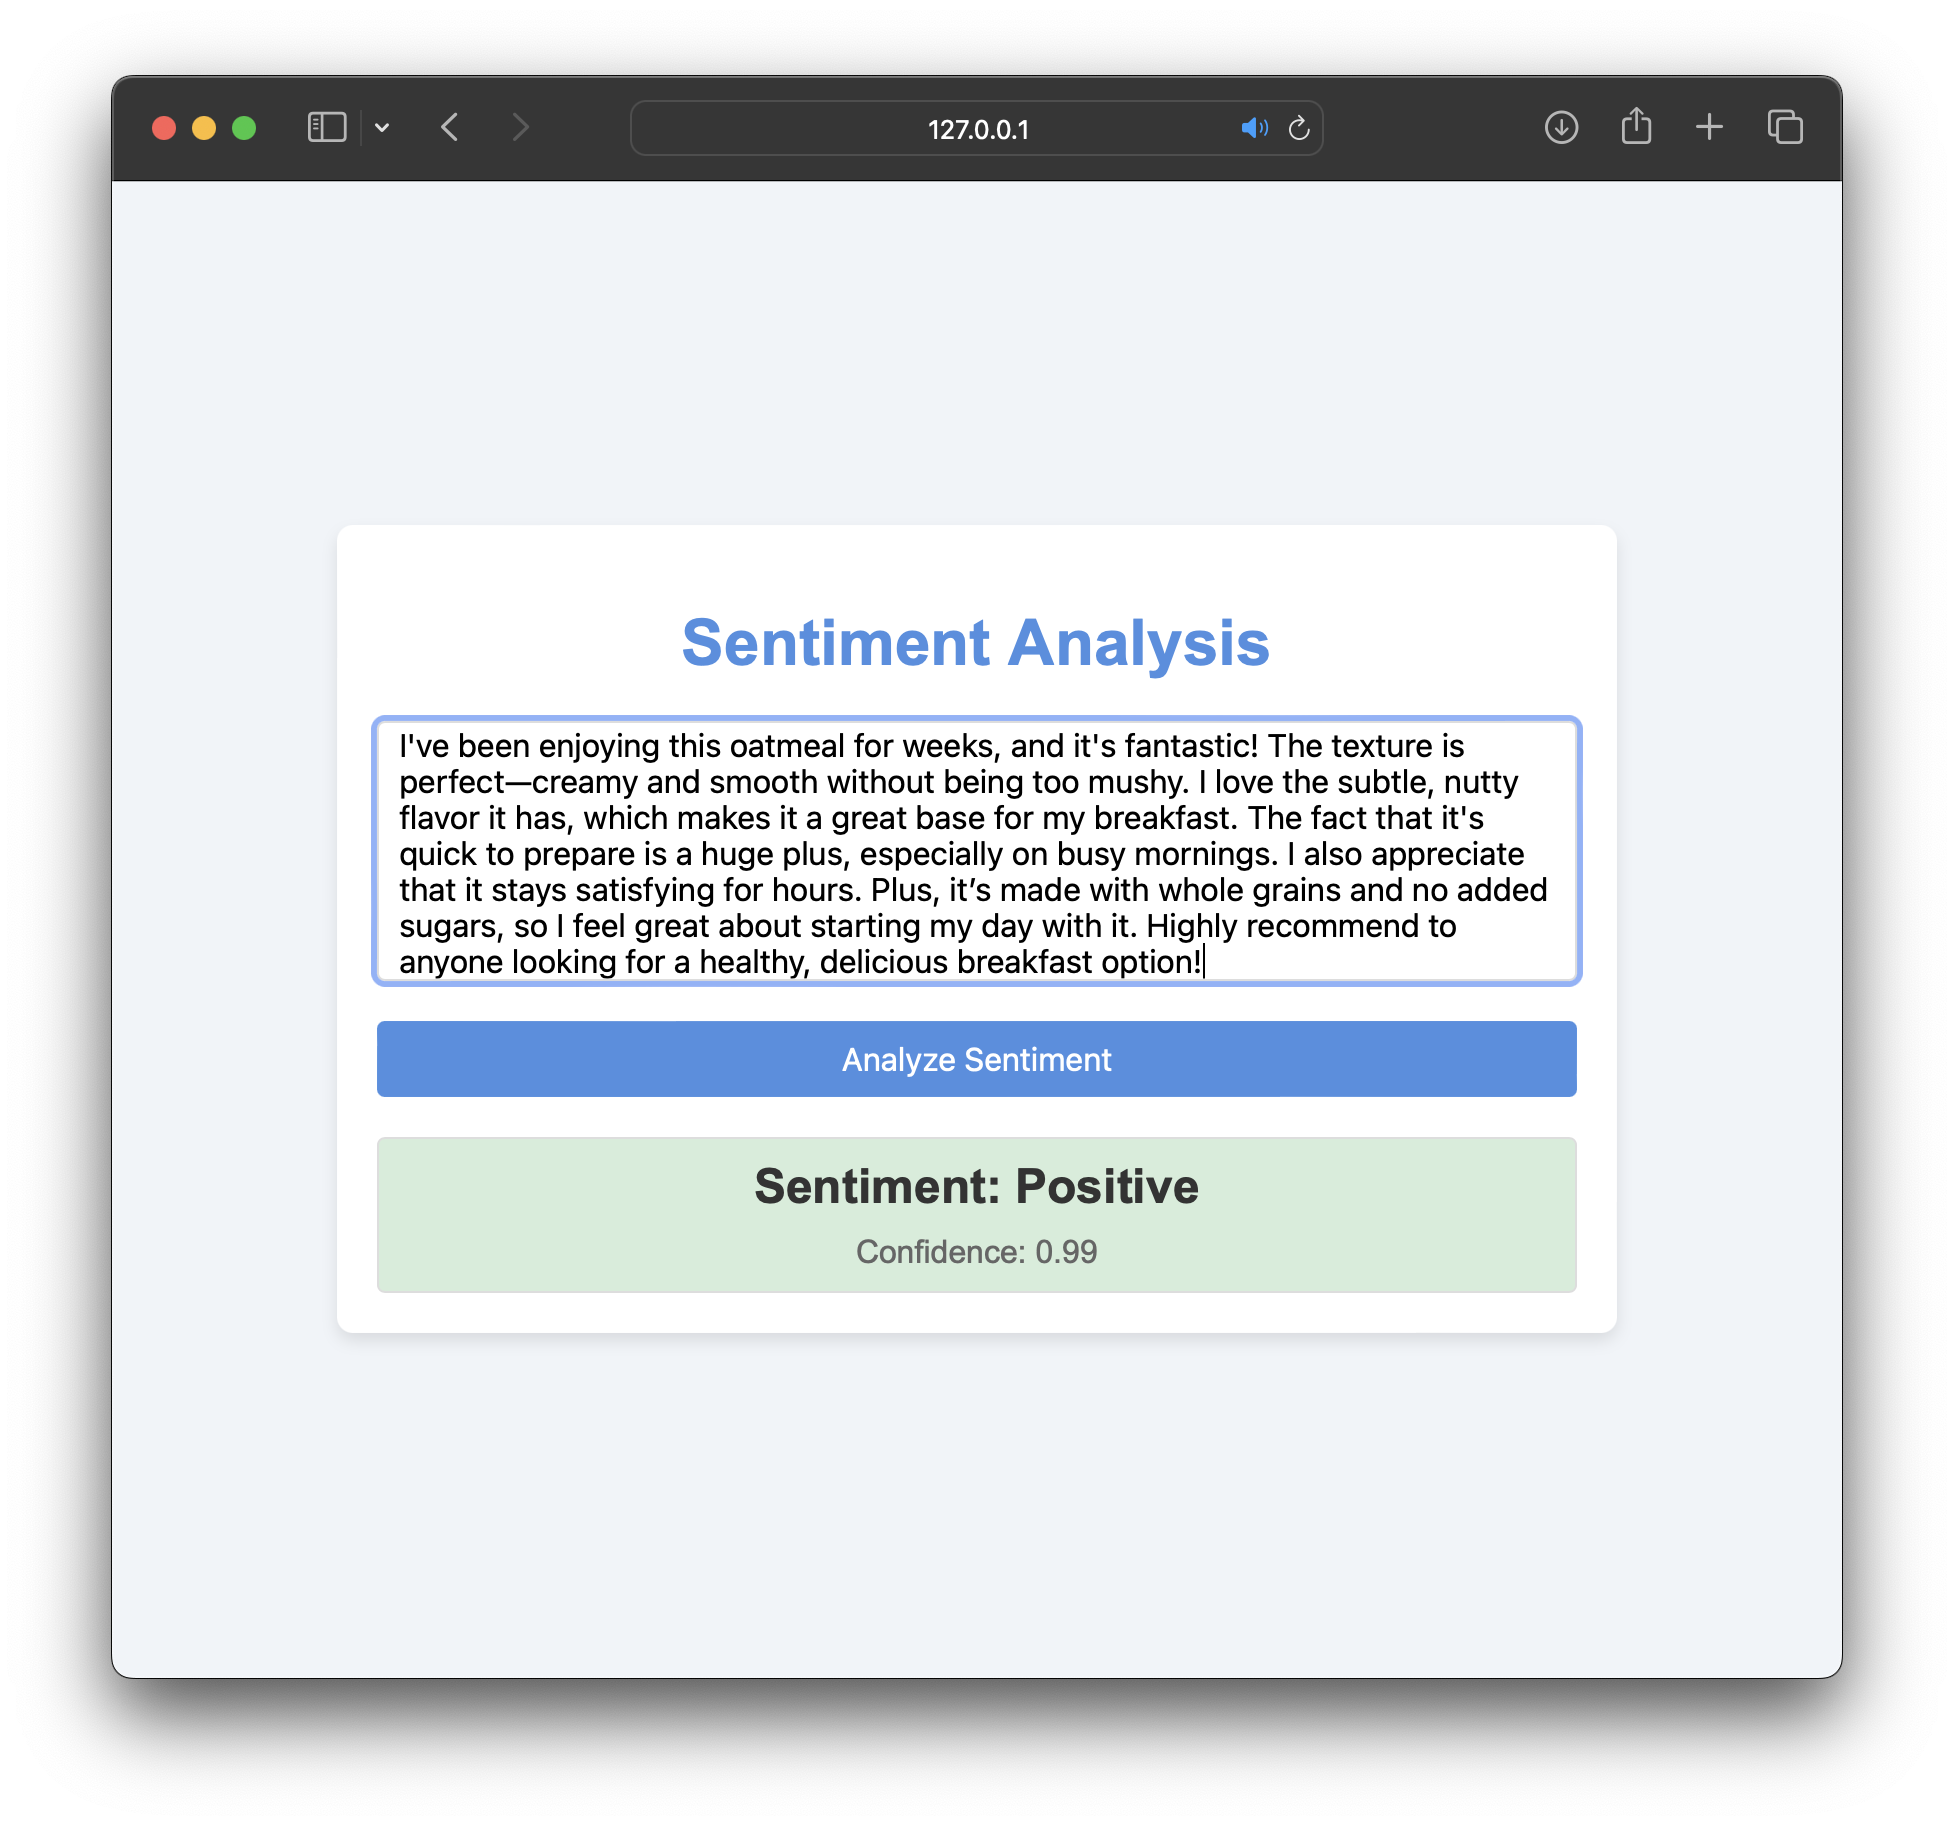 127.0.0.1
Sentiment Analysis
I've been enjoying this oatmeal for weeks, and it's fantastic! The texture is
perfect—creamy and smooth without being too mushy. I love the subtle, nutty
flavor it has, which makes it a great base for my breakfast. The fact that it's
quick to prepare is a huge plus, especially on busy mornings. I also appreciate
that it stays satisfying for hours. Plus, it’s made with whole grains and no added
sugars, so I feel great about starting my day with it. Highly recommend to
anyone looking for a healthy, delicious breakfast option!
Analyze Sentiment
Sentiment: Positive
Confidence: 0.99